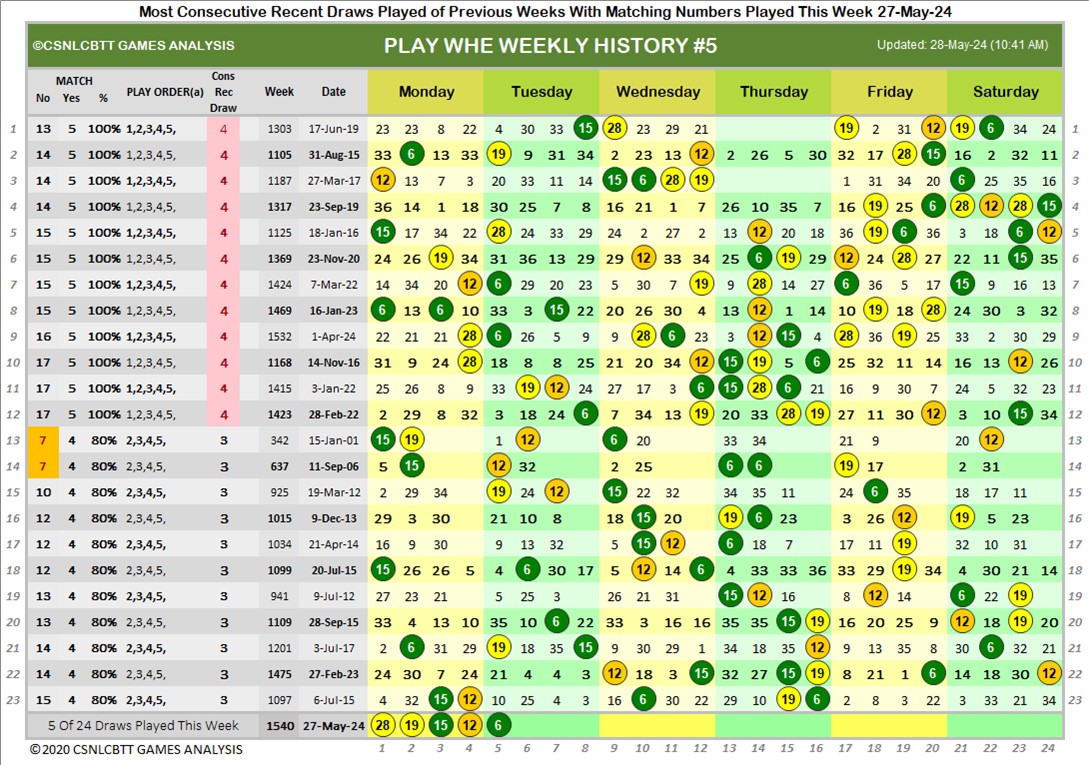 Most Consecutive Recent Draws Played of Previous Weeks With Matching Numbers Played This Week 27-May-24
©CSNLCBTT GAMES ANALYSIS PLAY WHE WEEKLY HISTORY #5 Updated: 28-May-24 (10:41 AM)
No MATCH Yes % PLAY ORDER(a) Cons Rec Draw Week Date Monday Tuesday Wednesday Thursday Friday Saturday
1 13 5 100% 1,2,3,4,5, 4 1303 17-Jun-19 23 23 8 22 4 30 33 15 28 23 29 21 19 2 31 12 19 6 34 24 1
2 14 5 100% 1,2,3,4,5, 4 1105 31-Aug-15 33 6 13 33 19 9 31 34 2 23 13 12 2 26 5 30 32 17 28 15 16 2 32 11 2
3 14 5 100% 1,2,3,4,5, 4 1187 27-Mar-17 12 13 7 3 20 33 11 14 15 6 28 19 1 31 34 20 6 25 35 16 3
4 14 5 100% 1,2,3,4,5, 4 1317 23-Sep-19 36 14 1 18 30 25 7 8 16 21 1 7 26 10 35 7 16 19 25 6 28 12 28 15 4
5 15 5 100% 1,2,3,4,5, 4 1125 18-Jan-16 15 17 34 22 28 24 33 29 24 2 27 2 13 12 20 18 36 19 6 36 3 18 6 12 5
6 15 5 100% 1,2,3,4,5, 4 1369 23-Nov-20 24 26 19 34 31 36 13 29 29 12 33 34 25 6 19 29 12 24 28 27 22 11 15 35 6
7 15 5 100% 1,2,3,4,5, 4 1424 7-Mar-22 14 34 20 12 6 29 20 23 5 30 7 19 9 28 14 27 6 36 5 17 15 9 16 13 7
8 15 5 100% 1,2,3,4,5, 4 1469 16-Jan-23 6 13 6 10 33 3 15 22 20 26 30 4 13 12 1 14 10 19 18 28 24 30 3 32 8
9 16 5 100% 1,2,3,4,5, 4 1532 1-Apr-24 22 21 21 28 6 26 5 9 9 28 6 23 3 12 15 4 28 36 19 25 33 2 30 29 9
10 17 5 100% 1,2,3,4,5, 4 1168 14-Nov-16 31 9 24 28 18 8 8 25 21 20 34 12 15 19 5 6 25 32 11 14 16 13 12 26 10
11 17 5 100% 1,2,3,4,5, 4 1415 3-Jan-22 25 26 8 9 33 19 12 24 27 17 3 6 15 28 6 21 16 9 30 7 24 5 32 23 11
12 17 5 100% 1,2,3,4,5, 4 1423 28-Feb-22 2 29 8 32 3 18 24 6 7 34 13 19 20 33 28 19 27 11 30 12 3 10 15 34 12
13 7 4 80% 2,3,4,5, 3 342 15-Jan-01 15 19 1 12 6 20 33 34 21 9 20 12 13
14 7 4 80% 2,3,4,5, 3 637 11-Sep-06 5 15 12 32 2 25 6 6 19 17 2 31 14
15 10 4 80% 2,3,4,5, 3 925 19-Mar-12 2 29 34 19 24 12 15 22 32 34 35 11 24 6 35 18 17 11 15
16 12 4 80% 2,3,4,5, 3 1015 9-Dec-13 29 3 30 21 10 8 18 15 20 19 6 23 3 26 12 19 5 23 16
17 12 4 80% 2,3,4,5, 3 1034 21-Apr-14 16 9 30 9 13 32 5 15 12 6 18 7 17 11 19 32 10 31 17
18 12 4 80% 2,3,4,5, 3 1099 20-Jul-15 15 26 26 5 4 6 30 17 5 12 14 6 4 33 33 36 33 29 19 34 4 30 21 14 18
19 13 4 80% 2,3,4,5, 3 941 9-Jul-12 27 23 21 5 25 3 26 21 31 15 12 16 8 12 14 6 22 19 19
20 13 4 80% 2,3,4,5, 3 1109 28-Sep-15 33 4 13 10 35 10 6 22 33 3 16 16 35 35 15 19 16 20 25 9 12 18 19 20 20
21 14 4 80% 2,3,4,5, 3 1201 3-Jul-17 2 6 31 29 19 18 35 15 9 30 29 1 34 18 35 12 9 13 35 8 30 6 32 21 21
22 14 4 80% 2,3,4,5, 3 1475 27-Feb-23 24 30 7 24 21 4 4 3 12 18 3 15 32 27 15 19 8 21 1 6 14 18 30 12 22
23 15 4 80% 2,3,4,5, 3 1097 6-Jul-15 4 32 15 12 10 25 4 3 16 6 30 22 29 10 19 6 1 8 3 22 3 33 21 34 23
5 Of 24 Draws Played This Week 1540 27-May-24 28 19 15 12 6
©2020 CSNLCBTT GAMES ANALYSIS 1 2 3 4 5 6 7 8 9 10 11 12 13 14 15 16 17 18 19 20 21 22 23 24